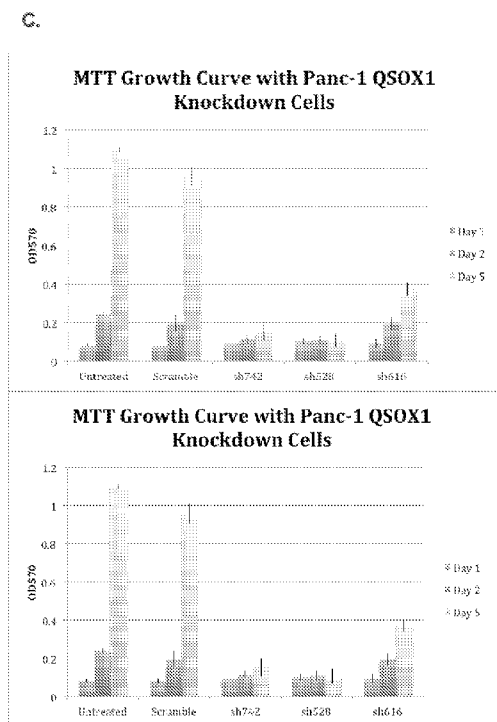 C.
MTT Growth Curve with Panc-1 QSOX1
Knockdown Cells
1.2
1
0.8
0.6
0.4
0.2
0
OD570
Untreated
Scramble
sh742
sh528
sh616
Day 1
Day 2
Day 5
MTT Growth Curve with Panc-1 QSOX1
Knockdown Cells
1.2
1
0.8
0.6
0.4
0.2
0
OD570
Untreated
Scramble
sh742
sh528
sh616
Day 1
Day 2
Day 5